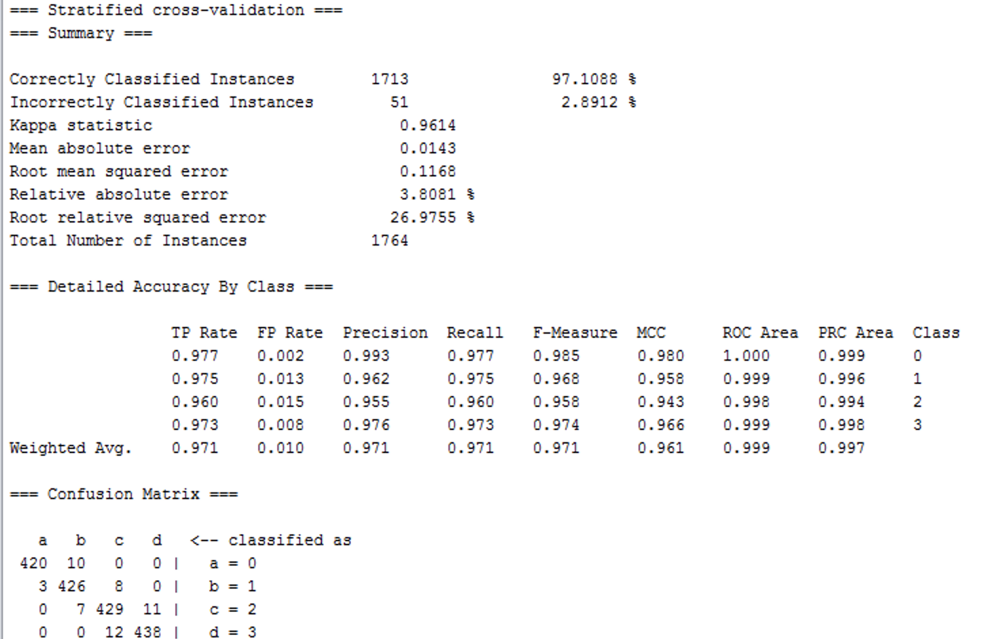 === Stratified cross-validation ===
=== Summary ===
Correctly Classified Instances        1713               97.1088 %
Incorrectly Classified Instances        51                2.8912 %
Kappa statistic                          0.9614
Mean absolute error                      0.0143
Root mean squared error                  0.1168
Relative absolute error                  3.8081 %
Root relative squared error             26.9755 %
Total Number of Instances             1764
=== Detailed Accuracy By Class ===
                 TP Rate  FP Rate  Precision  Recall   F-Measure  MCC      ROC Area  PRC Area  Class
                 0.977    0.002    0.993      0.977    0.985      0.980    1.000     0.999     0
                 0.975    0.013    0.962      0.975    0.968      0.958    0.999     0.996     1
                 0.960    0.015    0.955      0.960    0.958      0.943    0.998     0.994     2
                 0.973    0.008    0.976      0.973    0.974      0.966    0.999     0.998     3
Weighted Avg.    0.971    0.010    0.971      0.971    0.971      0.961    0.999     0.997
=== Confusion Matrix ===
   a   b   c   d   <-- classified as
 420  10   0   0 |   a = 0
   3 426   8   0 |   b = 1
   0   7 429  11 |   c = 2
   0   0  12 438 |   d = 3